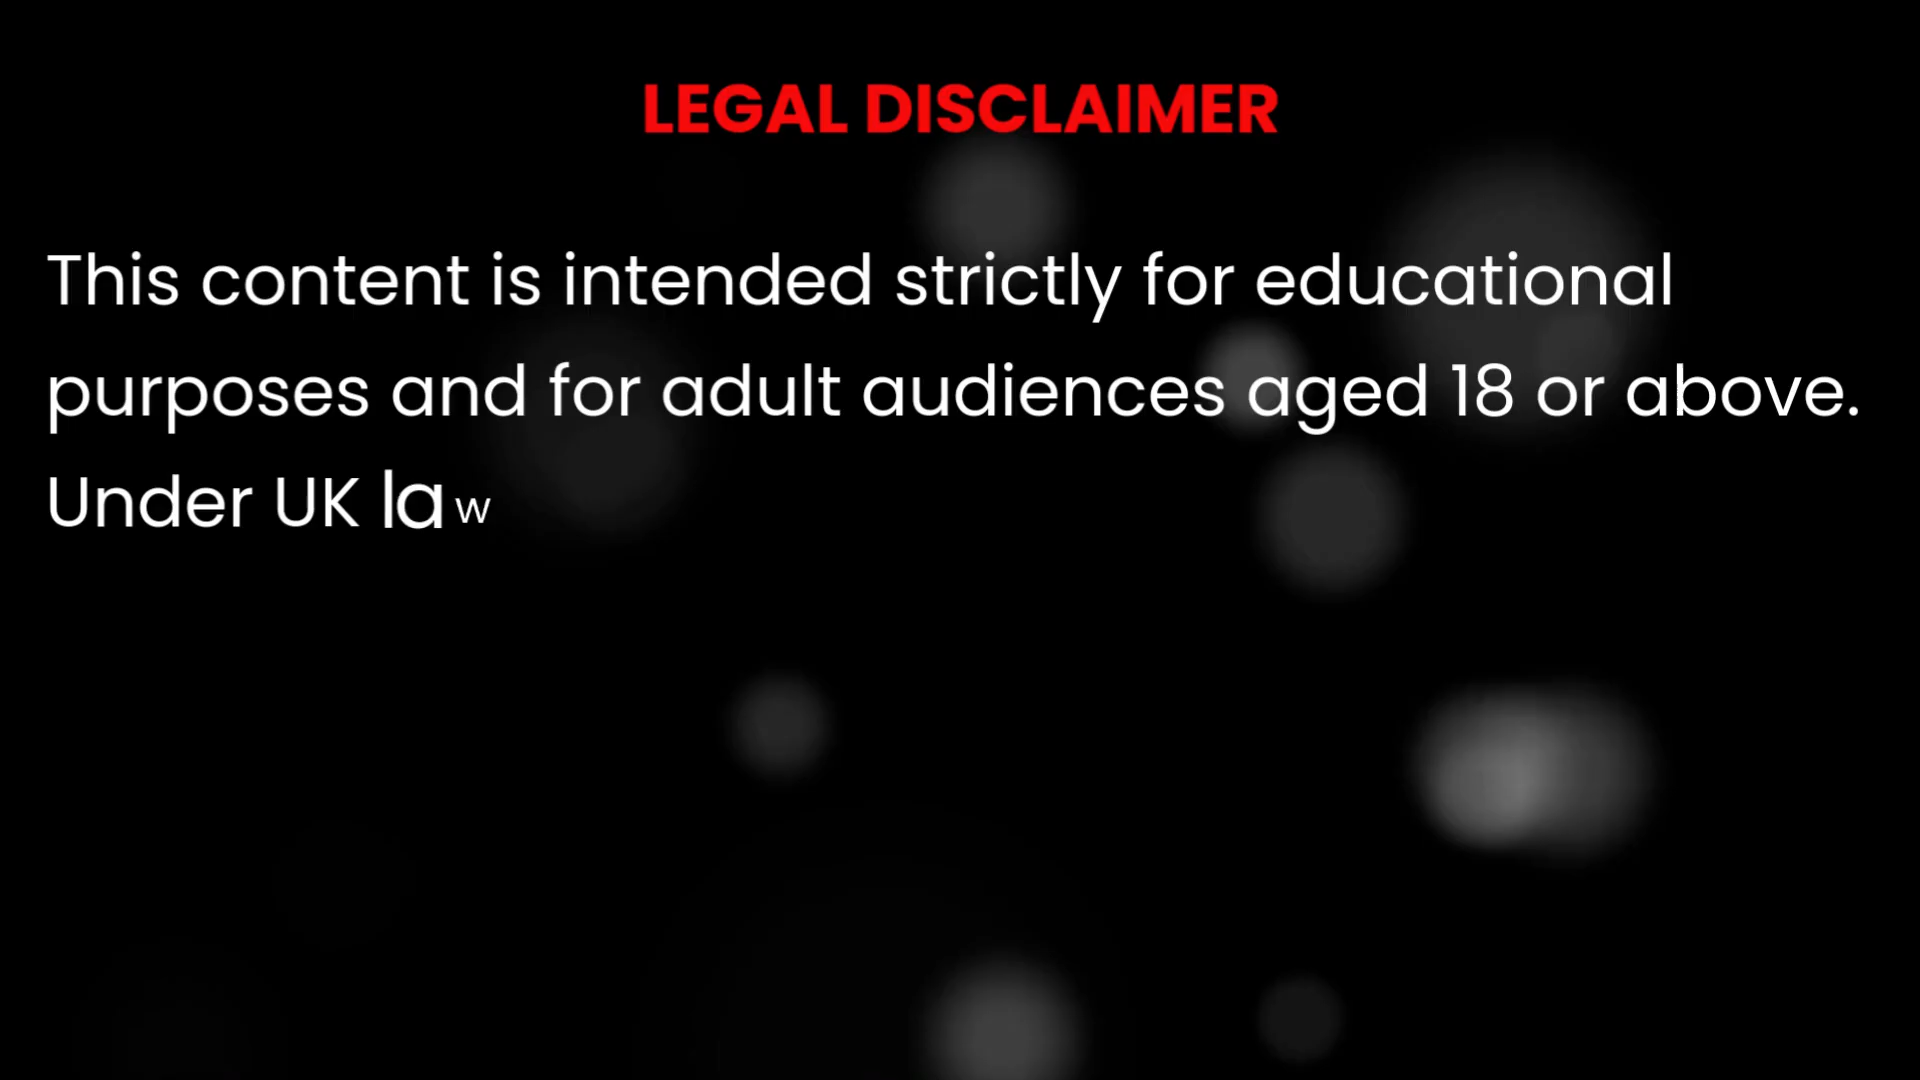 LEGAL DISCLAIMER
This content is intended strictly for educational
purposes and for adult audiences aged 18 or above.
Under UK law